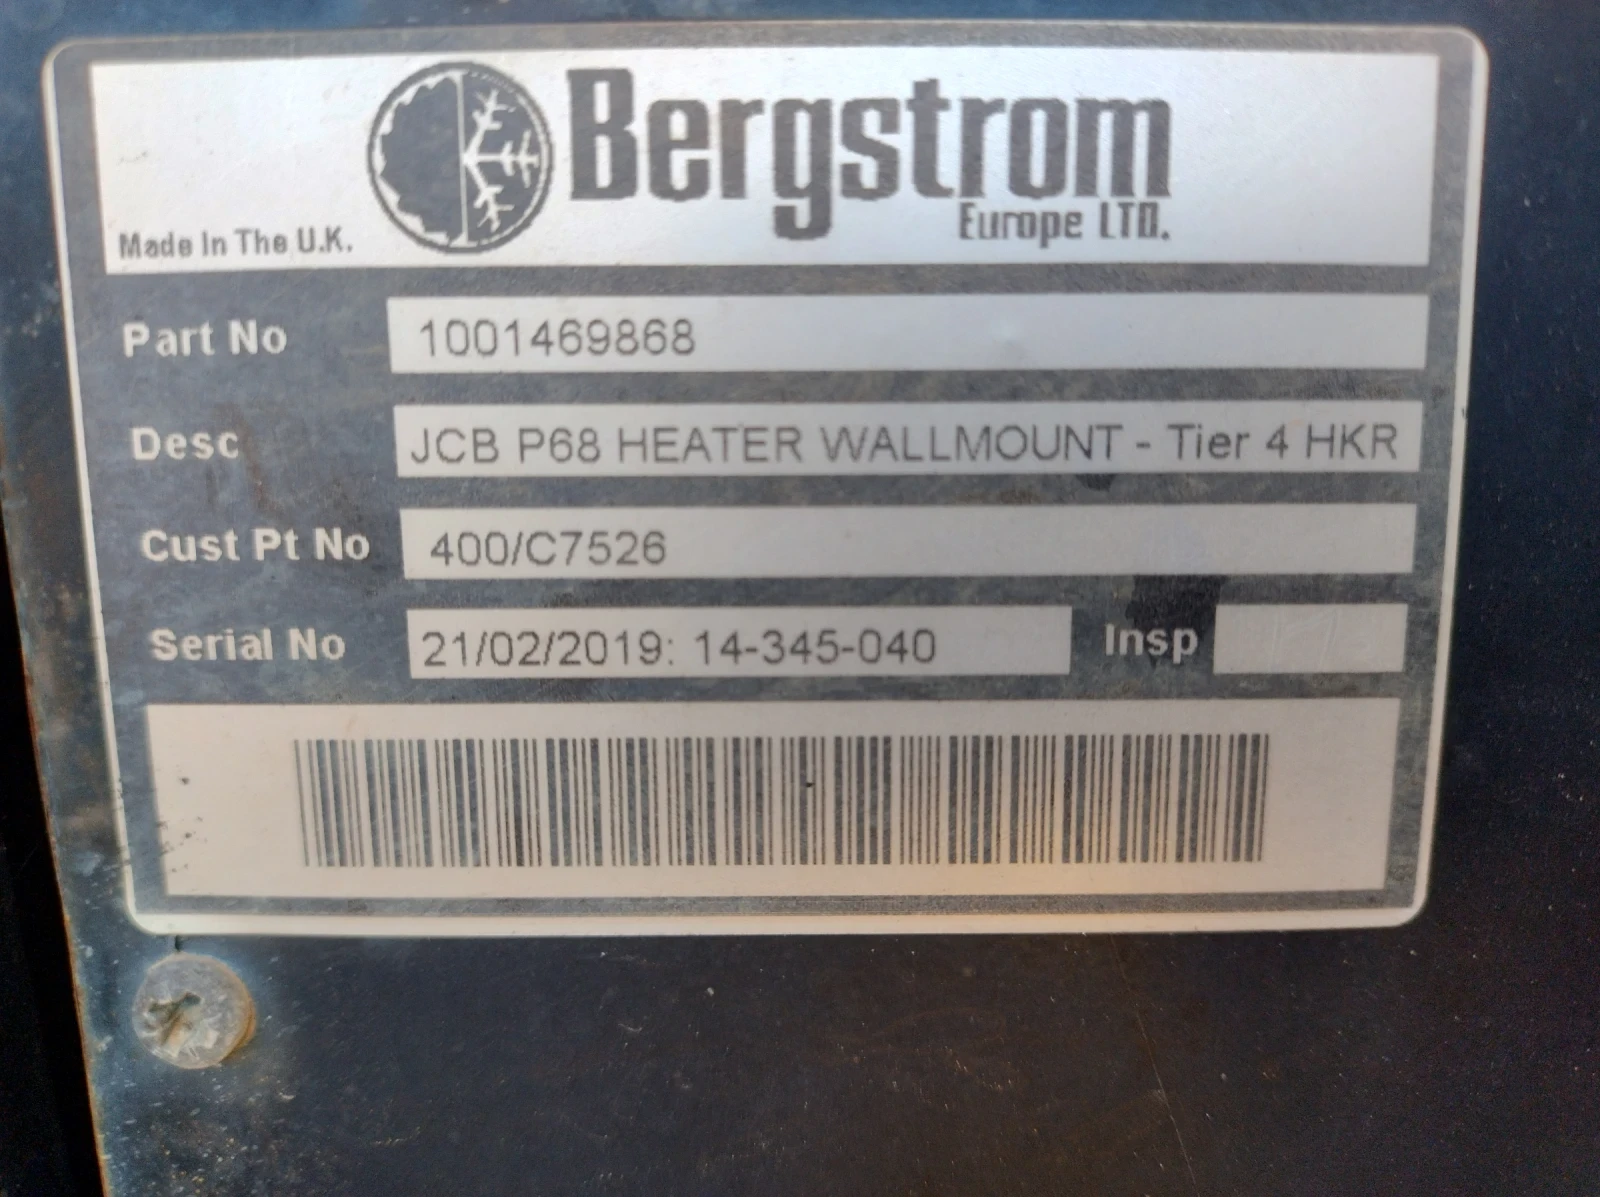 Bergstrom
Europe LTD.
Made In The U.K.
Part No 1001469868
Desc JCB P68 HEATER WALLMOUNT - Tier 4 HKR
Cust Pt No 400/C7526
Serial No 21/02/2019: 14-345-040 Insp